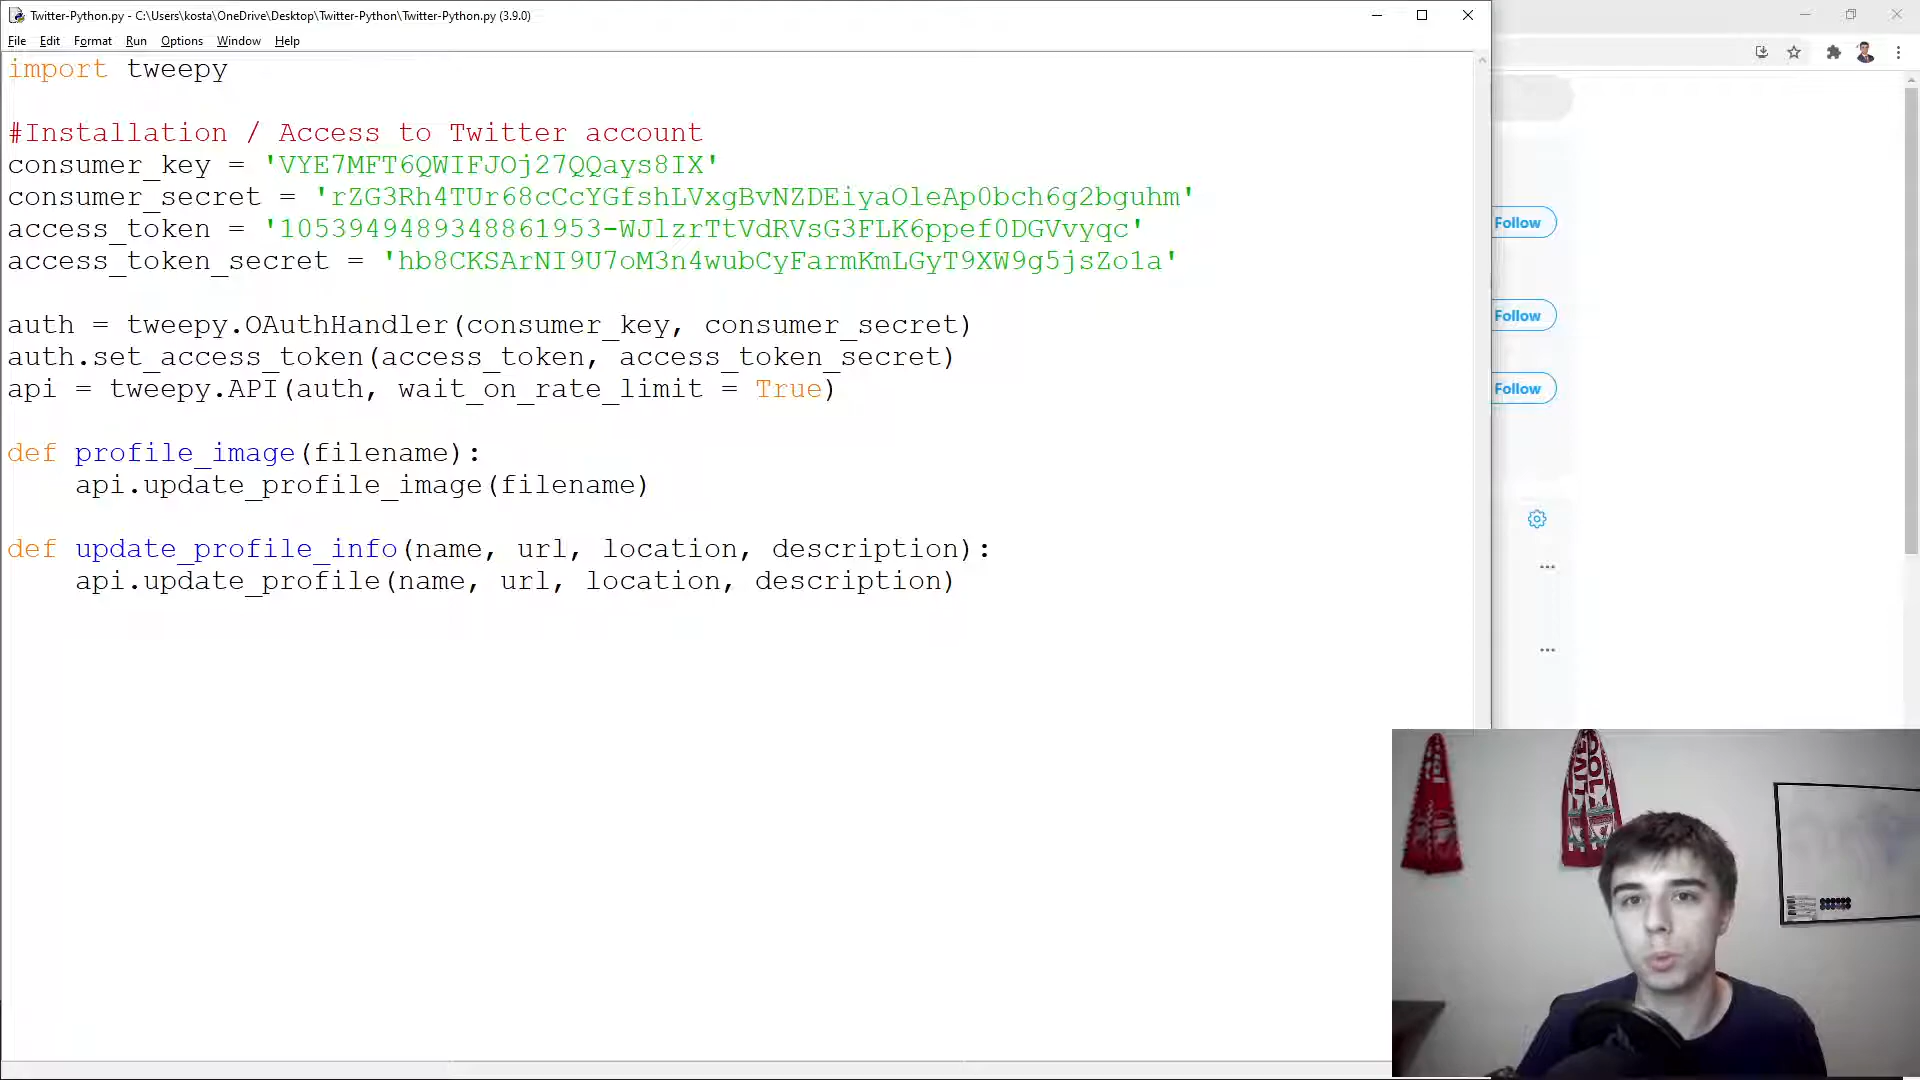 Twitter-Python.py - C:\Users\kosta\OneDrive\Desktop\Twitter-Python\Twitter-Python.py (3.9.0)
File Edit Format Run Options Window Help
import tweepy
#Installation / Access to Twitter account
consumer_key = 'VYE7MFT6QWIFJOj27QQays8IX'
consumer_secret = 'rZG3Rh4TUr68cCcYGfshLVxgBvNZDEiyaOleAp0bch6g2bguhm'
access_token = '1053949489348861953-WJlzrTtVdRVsG3FLK6ppef0DGVvyqc'
access_token_secret = 'hb8CKSArNI9U7oM3n4wubCyFarmKmLGyT9XW9g5jsZo1a'
auth = tweepy.OAuthHandler(consumer_key, consumer_secret)
auth.set_access_token(access_token, access_token_secret)
api = tweepy.API(auth, wait_on_rate_limit = True)
def profile_image(filename):
    api.update_profile_image(filename)
def update_profile_info(name, url, location, description):
    api.update_profile(name, url, location, description)
Follow
Follow
Follow